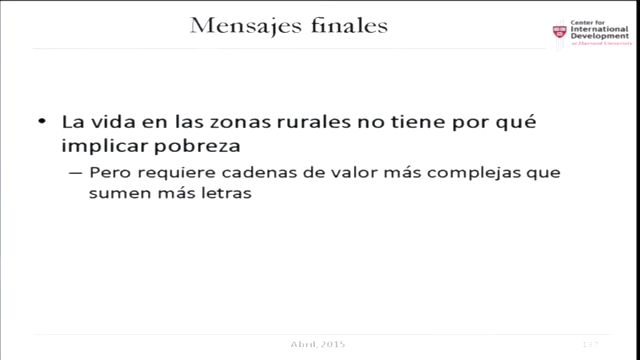 Mensajes finales
Center for
International
Development
at Harvard University
• La vida en las zonas rurales no tiene por qué
implicar pobreza
— Pero requiere cadenas de valor más complejas que
sumen más letras
Abril, 2015